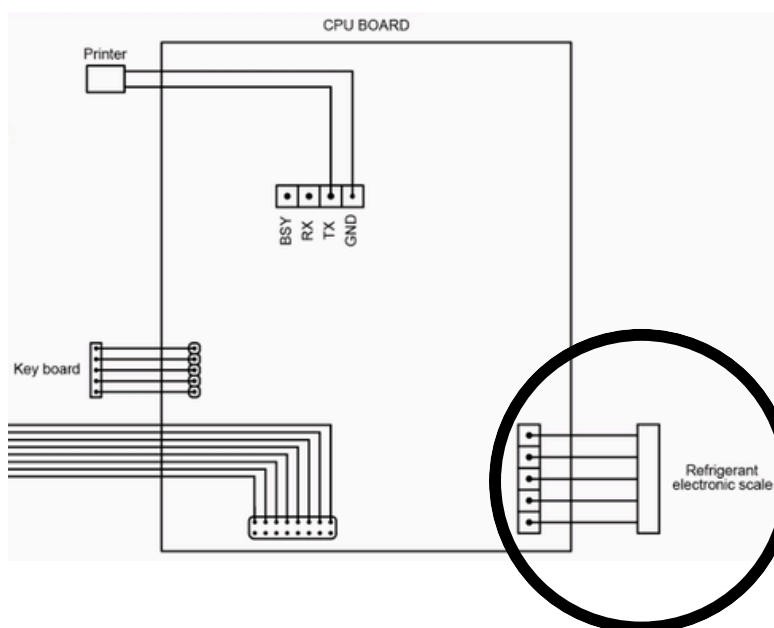 CPU BOARD
Printer
BSY
RX
TX
GND
Key board
Refrigerant
electronic scale